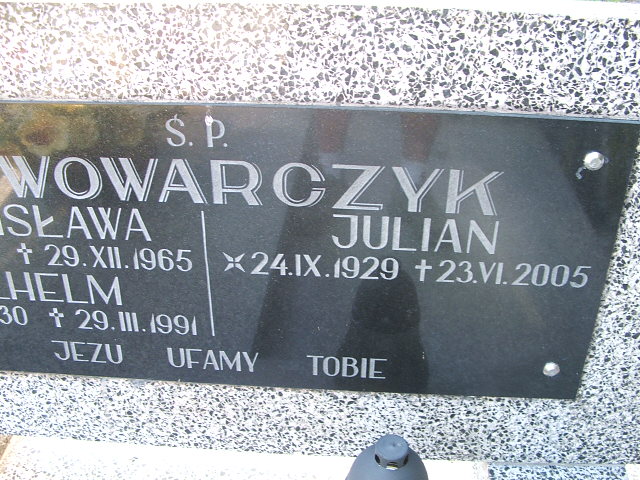 Ś.P.
WOWARCZYK
ISŁAWA
† 29.XII.1965
LHELM
30 † 29.III.1991
JULIAN
✶ 24.IX.1929 † 23.VI.2005
JEZU UFAMY TOBIE